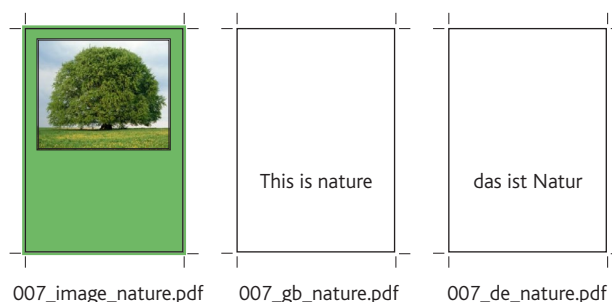 This is nature
das ist Natur
007_image_nature.pdf
007_gb_nature.pdf
007_de_nature.pdf